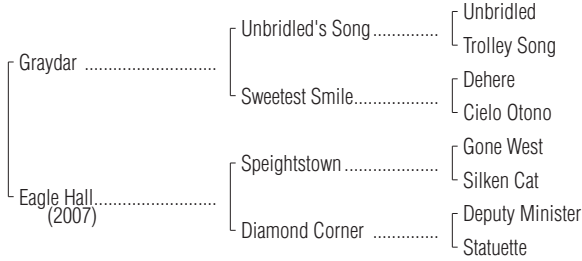 Unbridled
Unbridled's Song..............
Trolley Song
Graydar ............................
Dehere
Sweetest Smile..................
Cielo Otono
Gone West
Speightstown ....................
Silken Cat
Eagle Hall..........................
(2007)
Deputy Minister
Diamond Corner ..............
Statuette